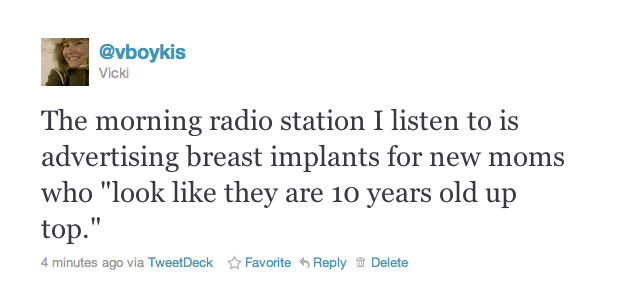 @vboykis
Vicki
The morning radio station I listen to is
advertising breast implants for new moms
who "look like they are 10 years old up
top."
4 minutes ago via TweetDeck Favorite Reply Delete